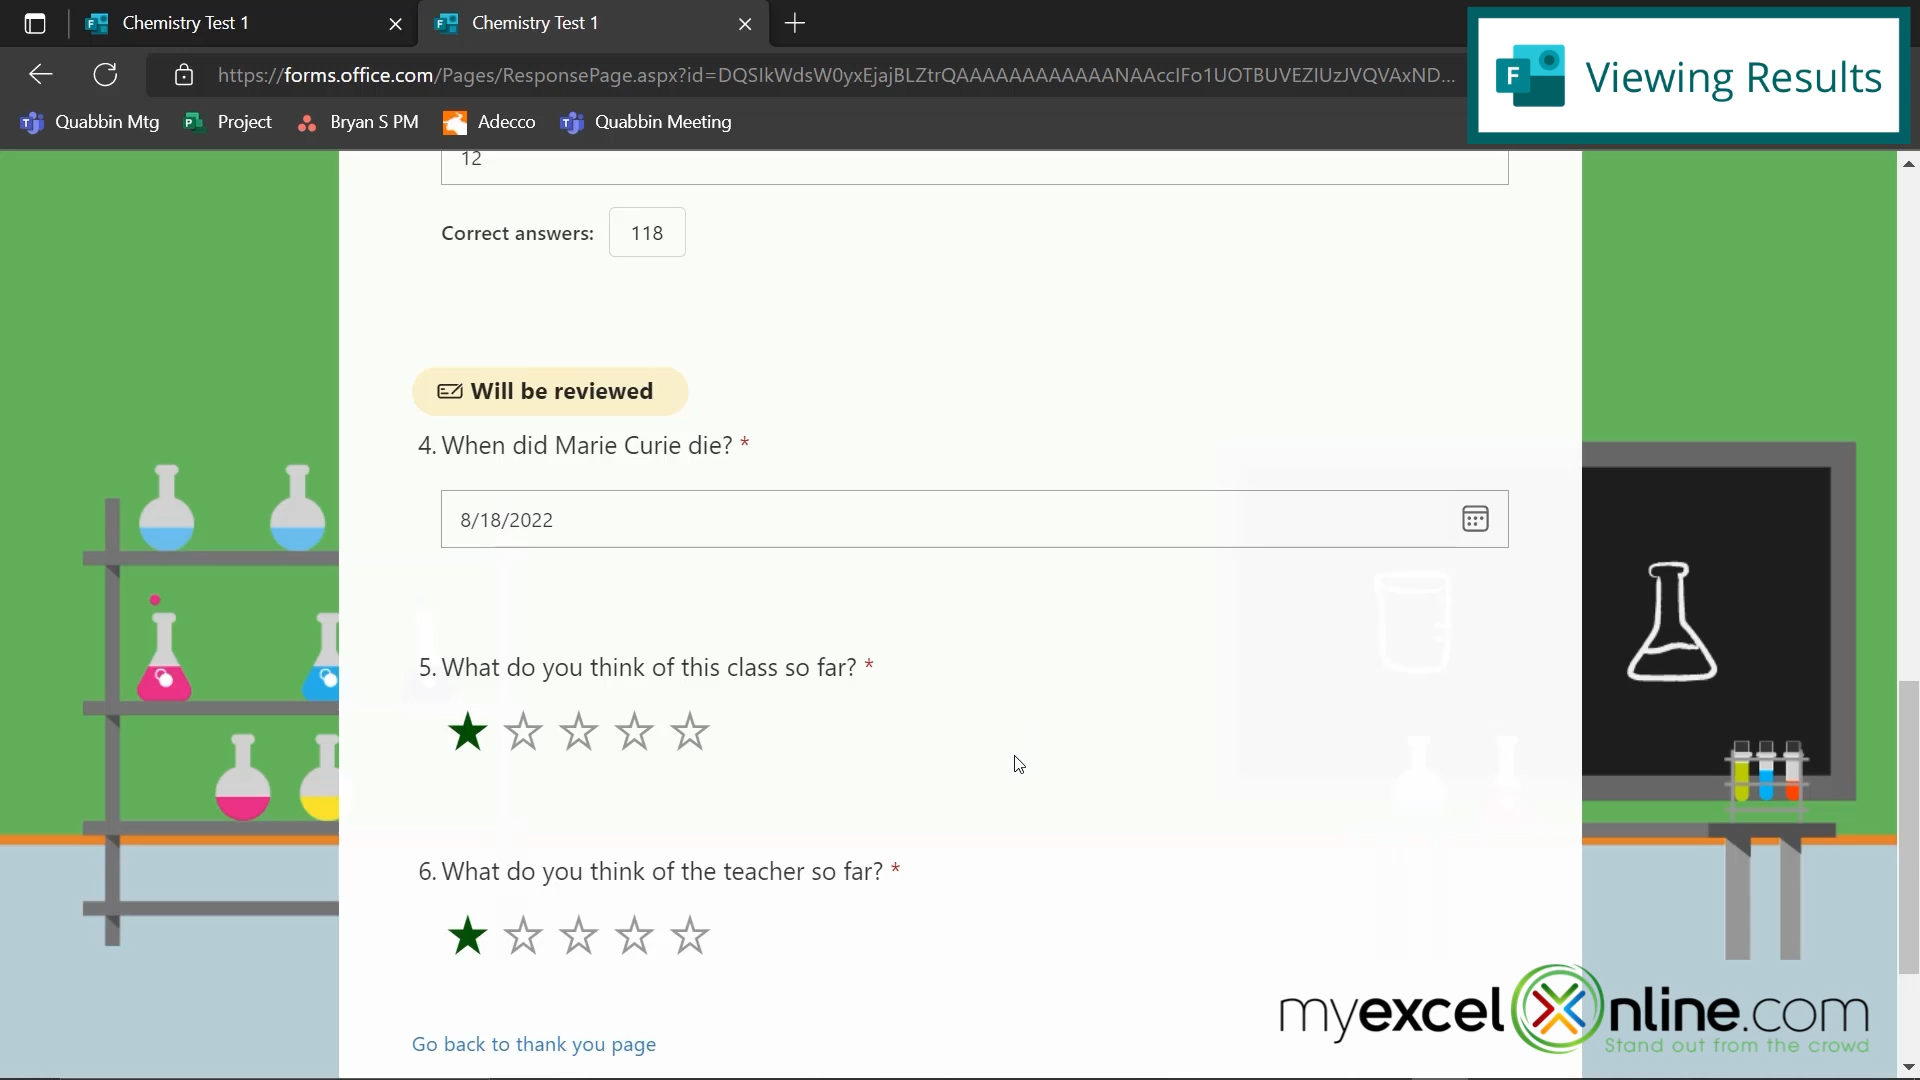 Chemistry Test 1
Chemistry Test 1
https://forms.office.com/Pages/ResponsePage.aspx?id=DQSIkWdsW0yxEjajBLZtrQAAAAAAAAAAAANAAccIFo1UOTBUVEZIUzJVQVAxND...
F Viewing Results
Quabbin Mtg Project Bryan S PM Adecco Quabbin Meeting
12
Correct answers: 118
Will be reviewed
4. When did Marie Curie die? *
8/18/2022
5. What do you think of this class so far? *
6. What do you think of the teacher so far? *
Go back to thank you page
myexcelOnline.com
Stand out from the crowd